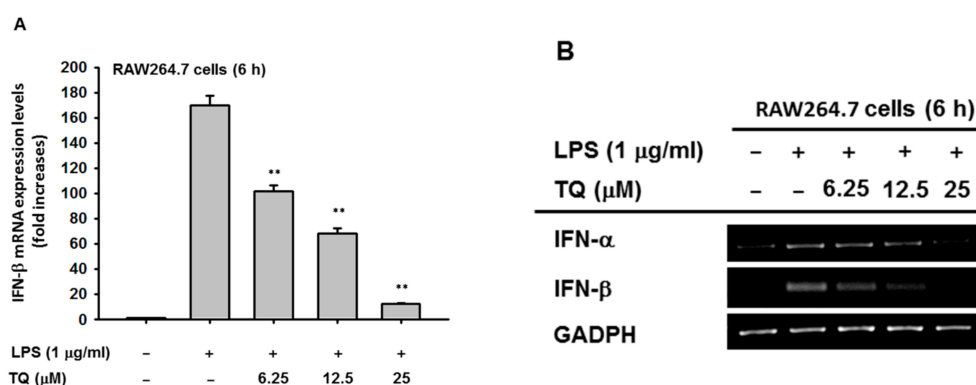 A
IFN-β mRNA expression levels
(fold increases)
200
180
160
140
120
100
80
60
40
20
0
RAW264.7 cells (6 h)
**
**
**
LPS (1 μg/ml) – + + + +
TQ (μM) – – 6.25 12.5 25
B
RAW264.7 cells (6 h)
LPS (1 μg/ml) – + + + +
TQ (μM) – – 6.25 12.5 25
IFN-α
IFN-β
GADPH